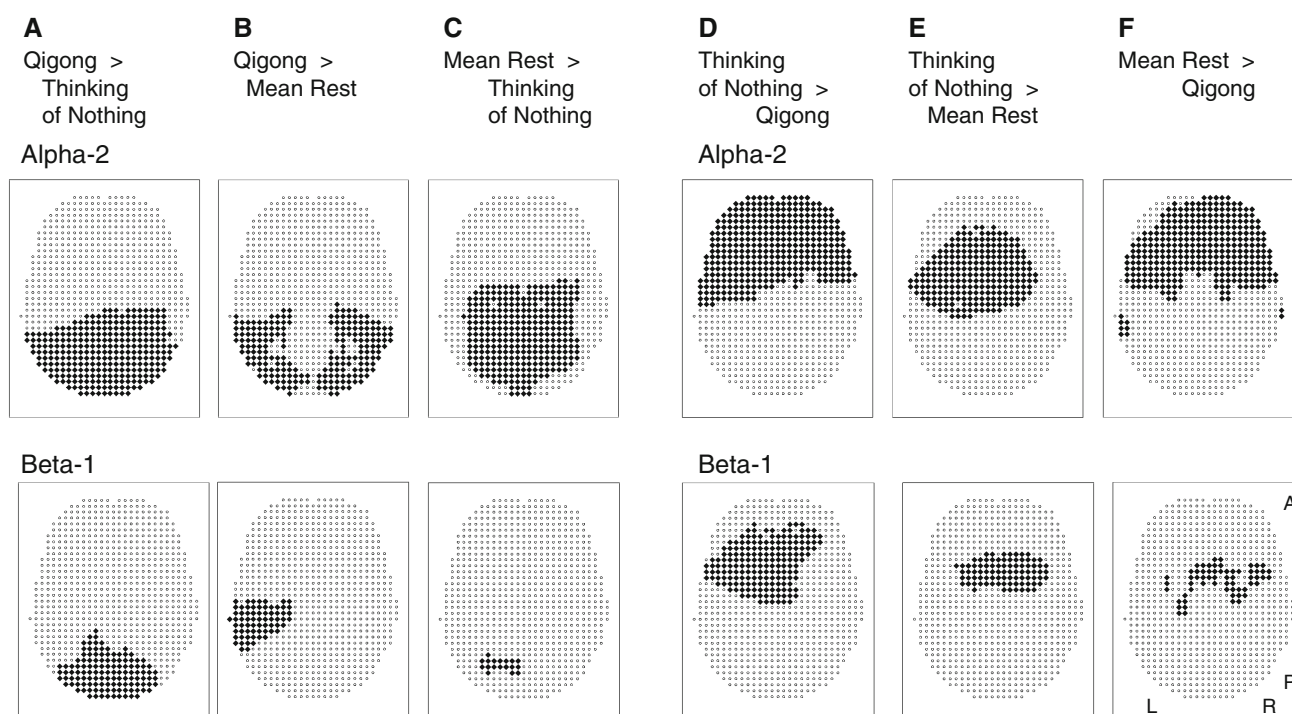 A
Qigong >
Thinking
of Nothing
B
Qigong >
Mean Rest
C
Mean Rest >
Thinking
of Nothing
D
Thinking
of Nothing >
Qigong
E
Thinking
of Nothing >
Mean Rest
F
Mean Rest >
Qigong
Alpha-2
Alpha-2
Beta-1
Beta-1
A
P
L R